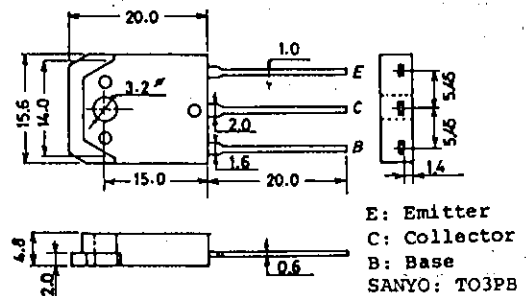 20.0
1.0
E
3.2ø
C
15.6
14.0
2.0
B
1.6
15.0
20.0
5.45
5.45
1.4
4.8
2.0
0.6
E: Emitter
C: Collector
B: Base
SANYO: TO3PB